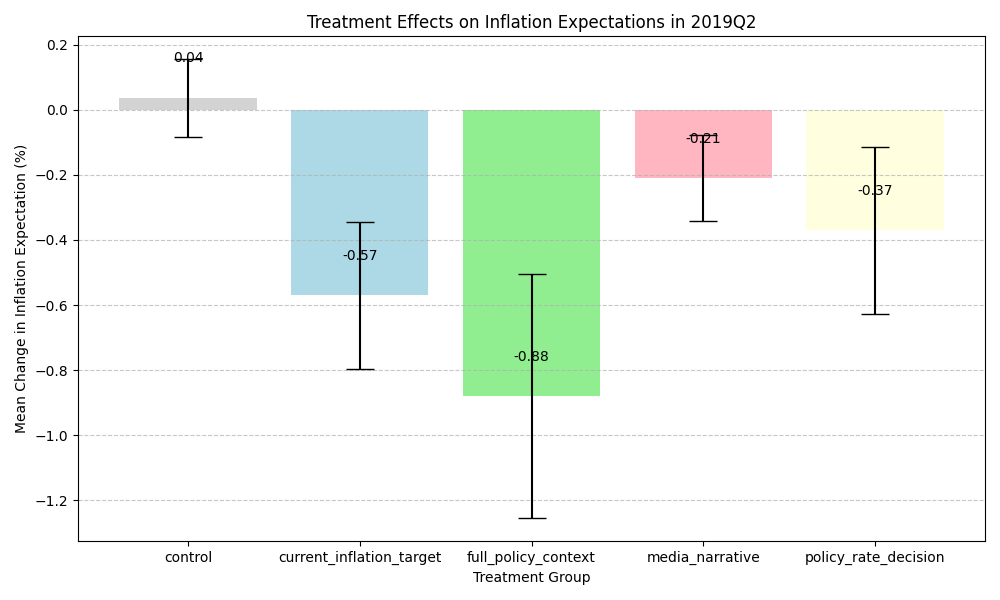 Treatment Effects on Inflation Expectations in 2019Q2
Mean Change in Inflation Expectation (%)
0.2
0.0
−0.2
−0.4
−0.6
−0.8
−1.0
−1.2
0.04
-0.57
-0.88
-0.21
-0.37
control
current_inflation_target
full_policy_context
media_narrative
policy_rate_decision
Treatment Group